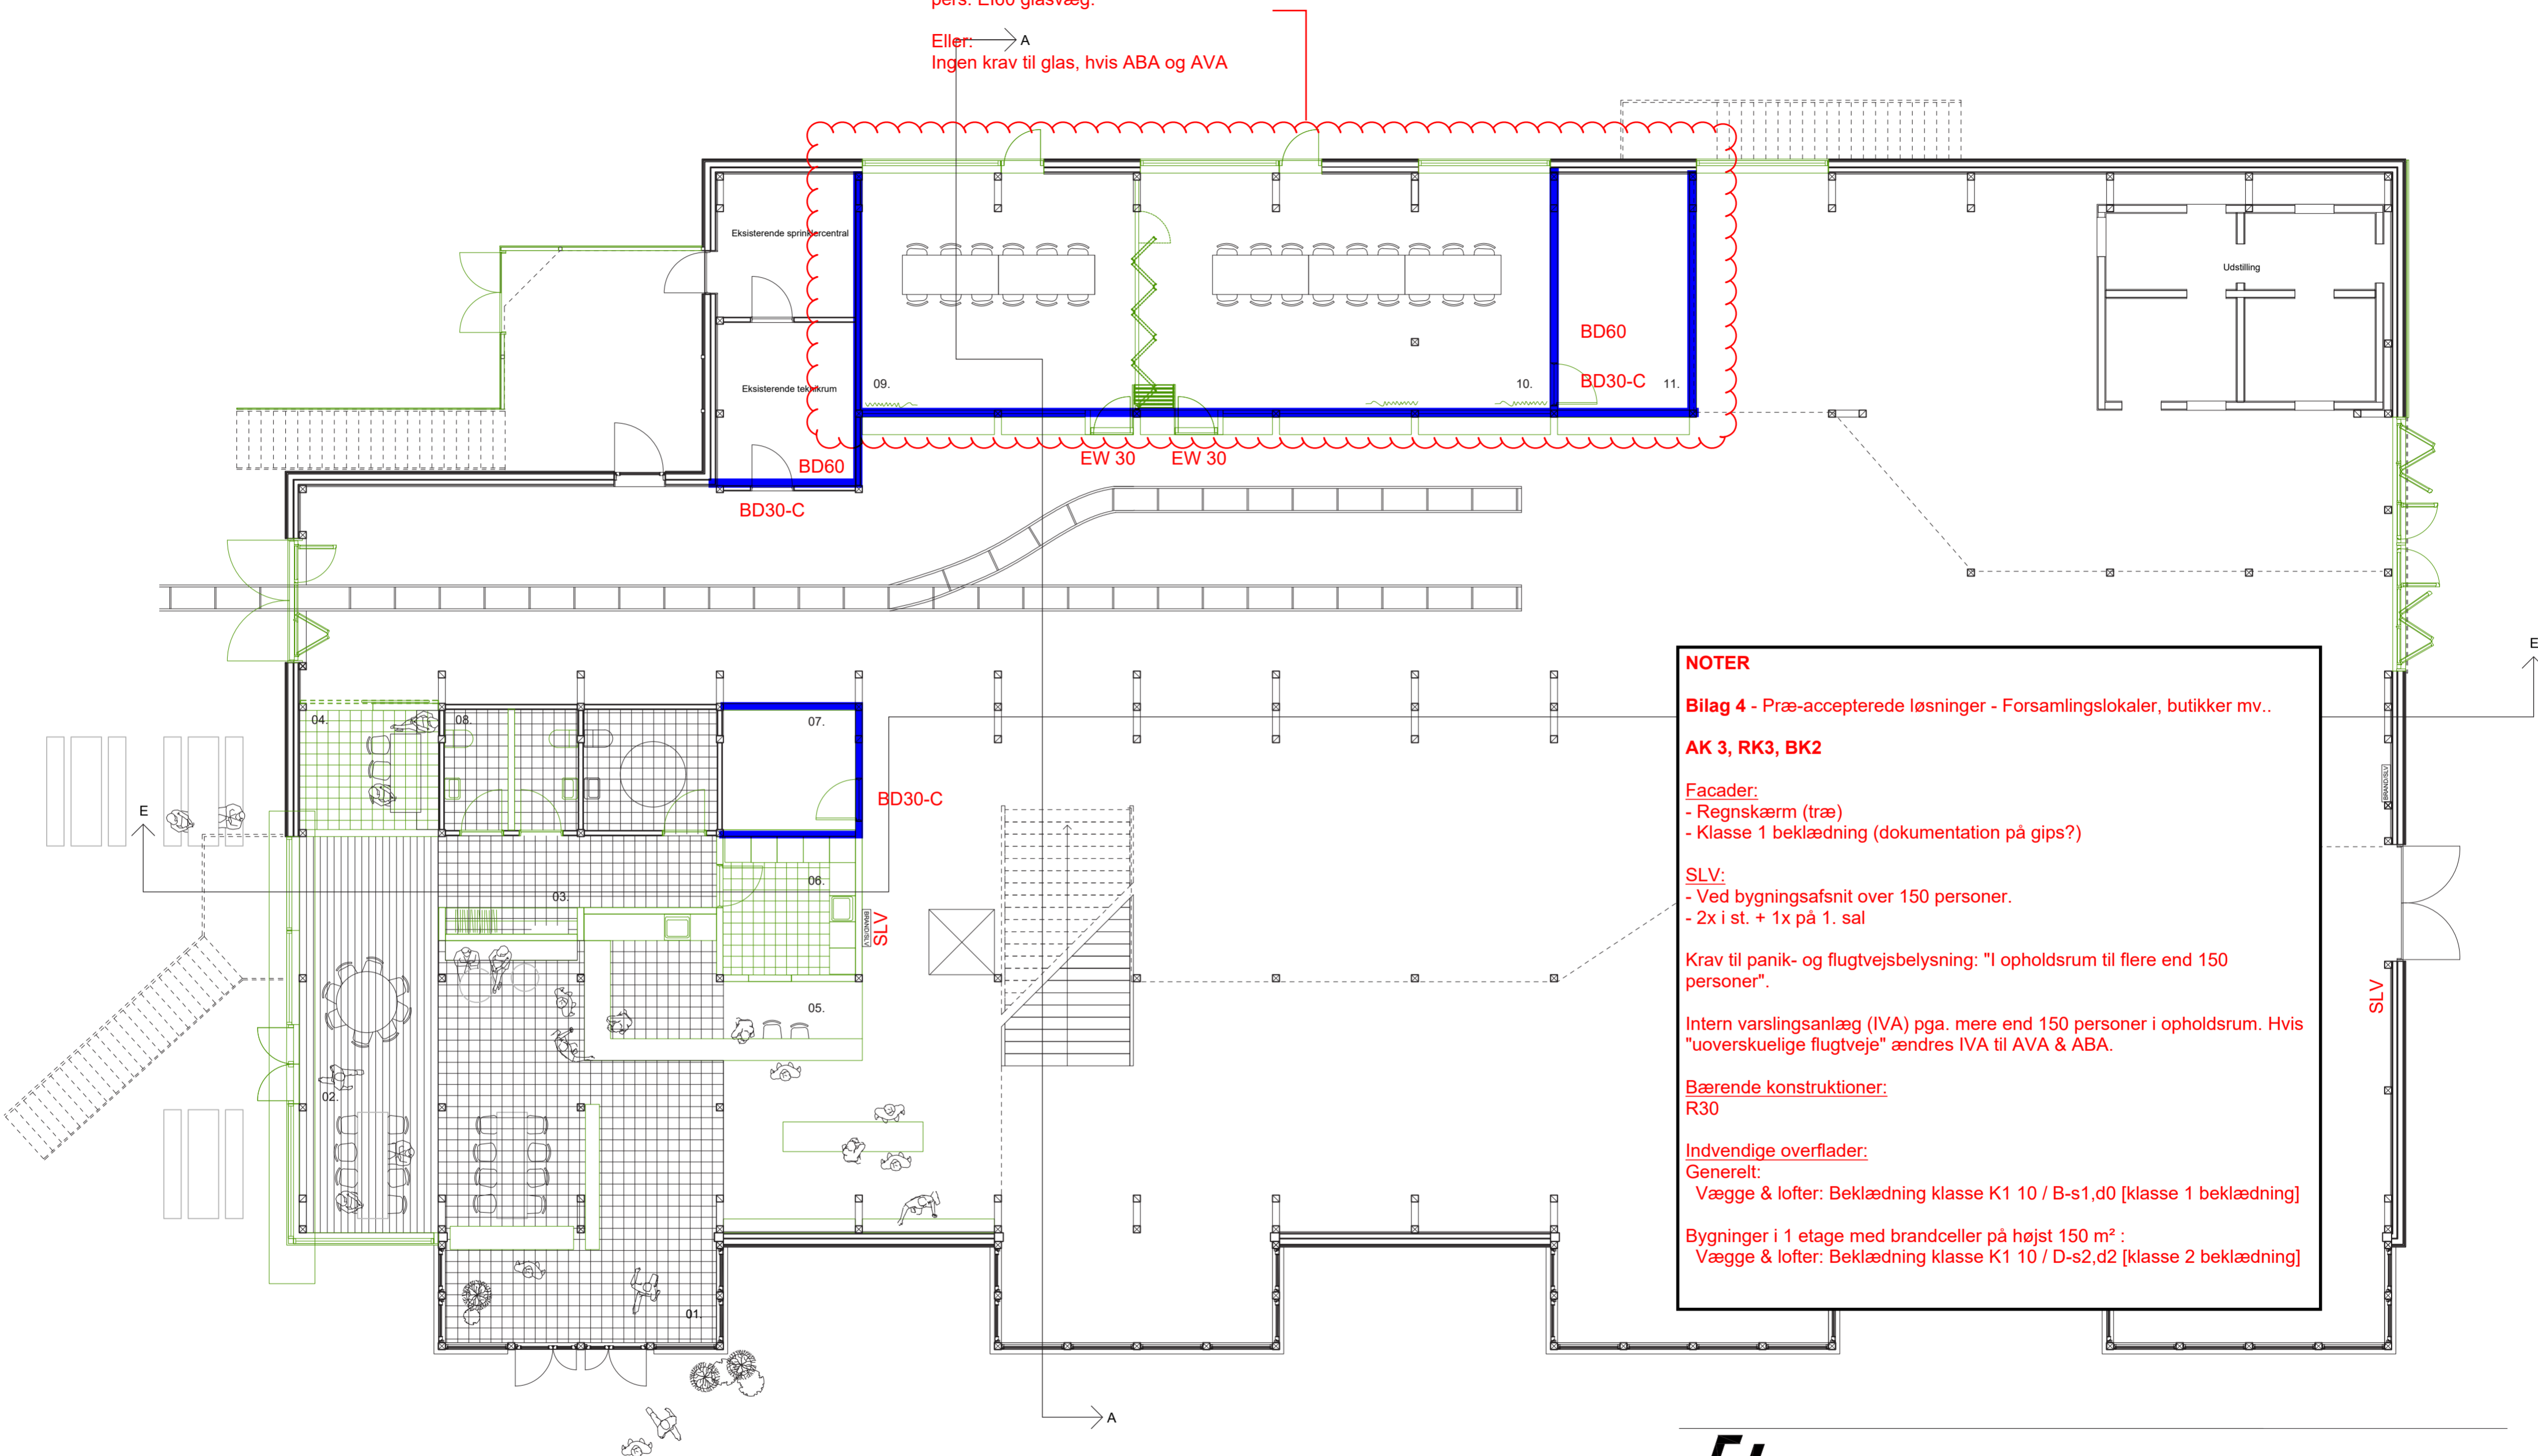 pers. EI60 glasvæg.
Eller:
A
Ingen krav til glas, hvis ABA og AVA
Eksisterende sprinklercentral
Udstilling
BD60
Eksisterende teknikrum
09.
10.
BD30-C
11.
BD60
EW 30
EW 30
BD30-C
E
04.
08.
07.
BD30-C
E
03.
06.
BRAND/SLV
SLV
05.
02.
01.
A
NOTER
Bilag 4 - Præ-accepterede løsninger - Forsamlingslokaler, butikker mv..
AK 3, RK3, BK2
Facader:
- Regnskærm (træ)
- Klasse 1 beklædning (dokumentation på gips?)
SLV:
- Ved bygningsafsnit over 150 personer.
- 2x i st. + 1x på 1. sal
Krav til panik- og flugtvejsbelysning: "I opholdsrum til flere end 150
personer".
Intern varslingsanlæg (IVA) pga. mere end 150 personer i opholdsrum. Hvis
"uoverskuelige flugtveje" ændres IVA til AVA & ABA.
Bærende konstruktioner:
R30
Indvendige overflader:
Generelt:
Vægge & lofter: Beklædning klasse K1 10 / B-s1,d0 [klasse 1 beklædning]
Bygninger i 1 etage med brandceller på højst 150 m² :
Vægge & lofter: Beklædning klasse K1 10 / D-s2,d2 [klasse 2 beklædning]
BRAND/SLV
SLV